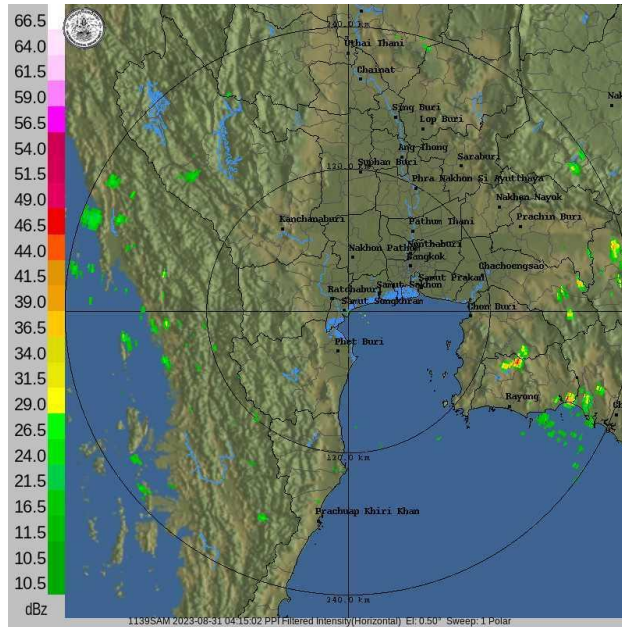 66.5
64.0
61.5
59.0
56.5
54.0
51.5
49.0
46.5
44.0
41.5
39.0
36.5
34.0
31.5
29.0
26.5
24.0
21.5
16.5
11.5
10.5
10.5
dBz
240.0 km
Uthai Thani
Chainat
Sing Buri
Lop Buri
Ang Thong
Saraburi
120.0 km
Suphan Buri
Phra Nakhon Si Ayutthaya
Nakhon Nayok
Kanchanaburi
Pathum Thani
Prachin Buri
Nakhon Pathom
Nonthaburi
Bangkok
Chachoengsao
Samut Prakan
Ratchaburi
Samut Sakhon
Samut Songkhram
Chon Buri
Phet Buri
Rayong
Prachuap Khiri Khan
240.0 km
1139SAM 2023-08-31 04:15:02 PPI Filtered Intensity(Horizontal) El: 0.50° Sweep: 1 Polar